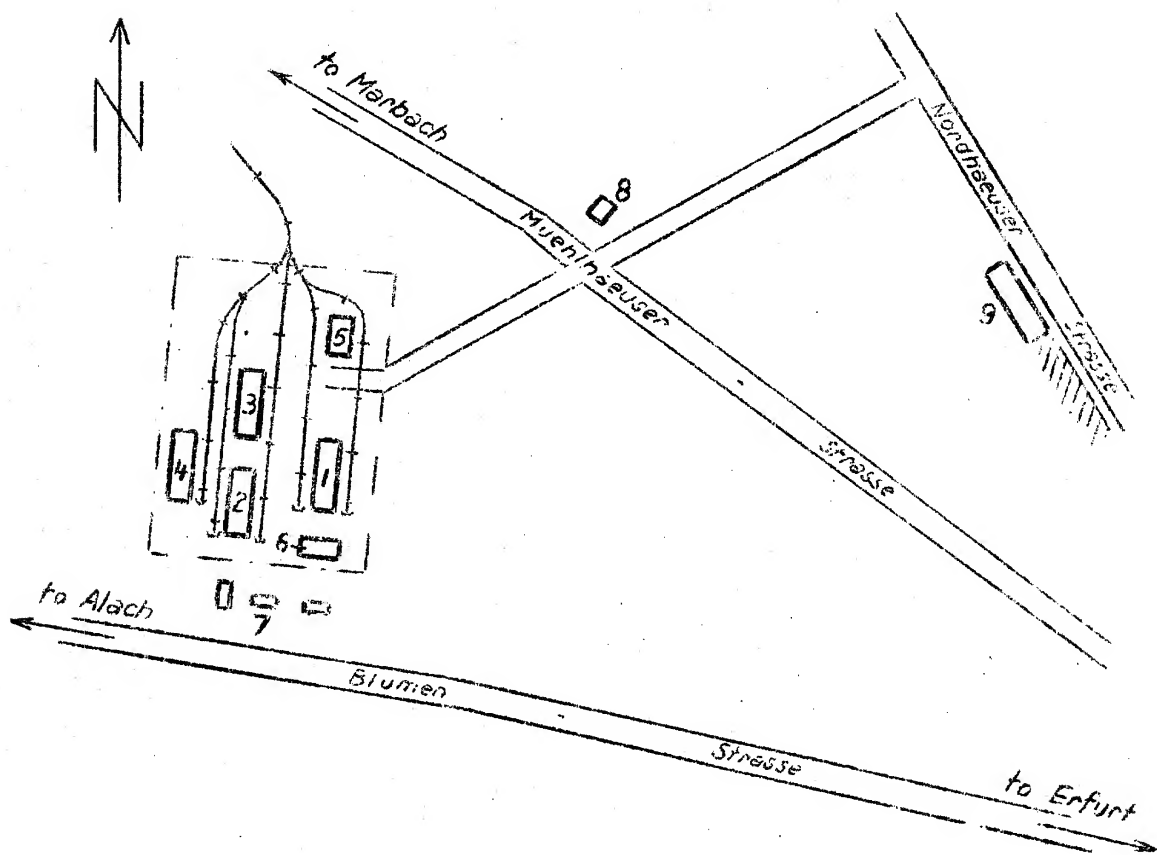 N
to Marbach
8
Muehlhaeuser
Strasse
Nordhaeuser
Strasse
9
5
3
4
2
1
6
7
to Alach
Blumen
Strasse
to Erfurt